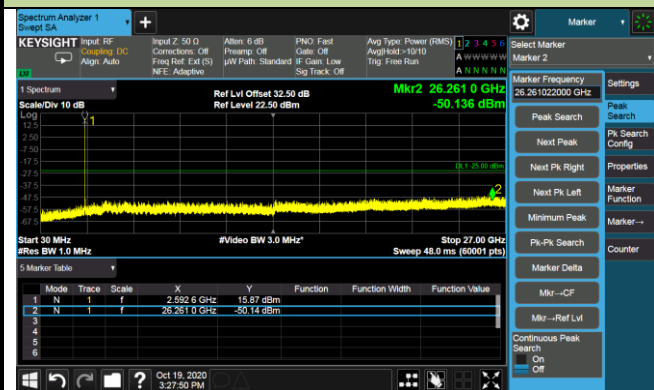 Spectrum Analyzer 1
Swept SA
Marker
KEYSIGHT
Input: RF
Coupling: DC
Align: Auto
Input Z: 50 Ω
Corrections: Off
Freq Ref: Ext (S)
NFE: Adaptive
Atten: 6 dB
Preamp: Off
µW Path: Standard
PNO: Fast
Gate: Off
IF Gain: Low
Sig Track: Off
Avg Type: Power (RMS)
Avg|Hold:>10/10
Trig: Free Run
1 2 3 4 5 6
A W W W W W
A N N N N N
LXI
1 Spectrum
Scale/Div 10 dB
Ref Lvl Offset 32.50 dB
Ref Level 22.50 dBm
Mkr2 26.261 0 GHz
-50.136 dBm
Log
12.5
2.50
-7.50
-17.5
-27.5
-37.5
-47.5
-57.5
-67.5
1
2
DL1 -25.00 dBm
Start 30 MHz
#Res BW 1.0 MHz
#Video BW 3.0 MHz*
Stop 27.00 GHz
Sweep 48.0 ms (60001 pts)
5 Marker Table
Mode Trace Scale X Y Function Function Width Function Value
1 N 1 f 2.592 6 GHz 15.87 dBm
2 N 1 f 26.261 0 GHz -50.14 dBm
3
4
5
6
Oct 19, 2020
3:27:50 PM
Select Marker
Marker 2
Marker Frequency
26.261022000 GHz
Peak Search
Next Peak
Next Pk Right
Next Pk Left
Minimum Peak
Pk-Pk Search
Marker Delta
Mkr→CF
Mkr→Ref Lvl
Continuous Peak
Search
On
Off
Settings
Peak
Search
Pk Search
Config
Properties
Marker
Function
Marker→
Counter